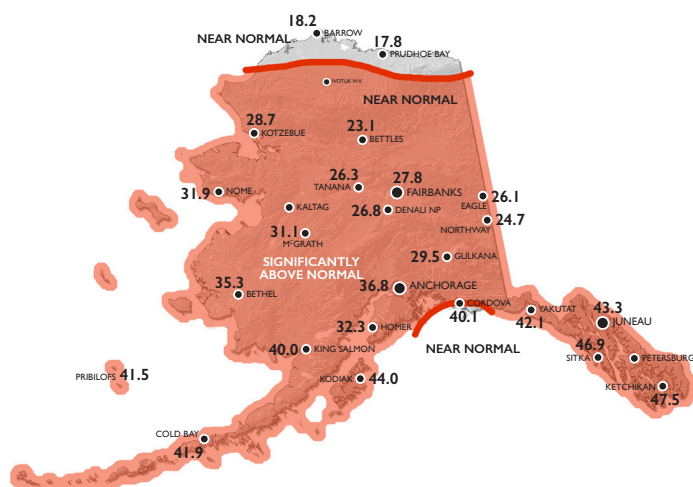 18.2
BARROW
NEAR NORMAL
17.8
PRUDHOE BAY
NEAR NORMAL
28.7
KOTZEBUE
23.1
BETTLES
26.3
TANANA
27.8
FAIRBANKS
31.9
NOME
KALTAG
26.8
DENALI NP
26.1
EAGLE
24.7
NORTHWAY
31.1
McGRATH
SIGNIFICANTLY
ABOVE NORMAL
29.5
GULKANA
35.3
BETHEL
36.8
ANCHORAGE
CORDOVA
40.1
YAKUTAT
42.1
43.3
JUNEAU
32.3
HOMER
NEAR NORMAL
40.0
KING SALMON
46.9
SITKA
PETERSBURG
PRIBILOFS
41.5
KODIAK
44.0
KETCHIKAN
47.5
COLD BAY
41.9